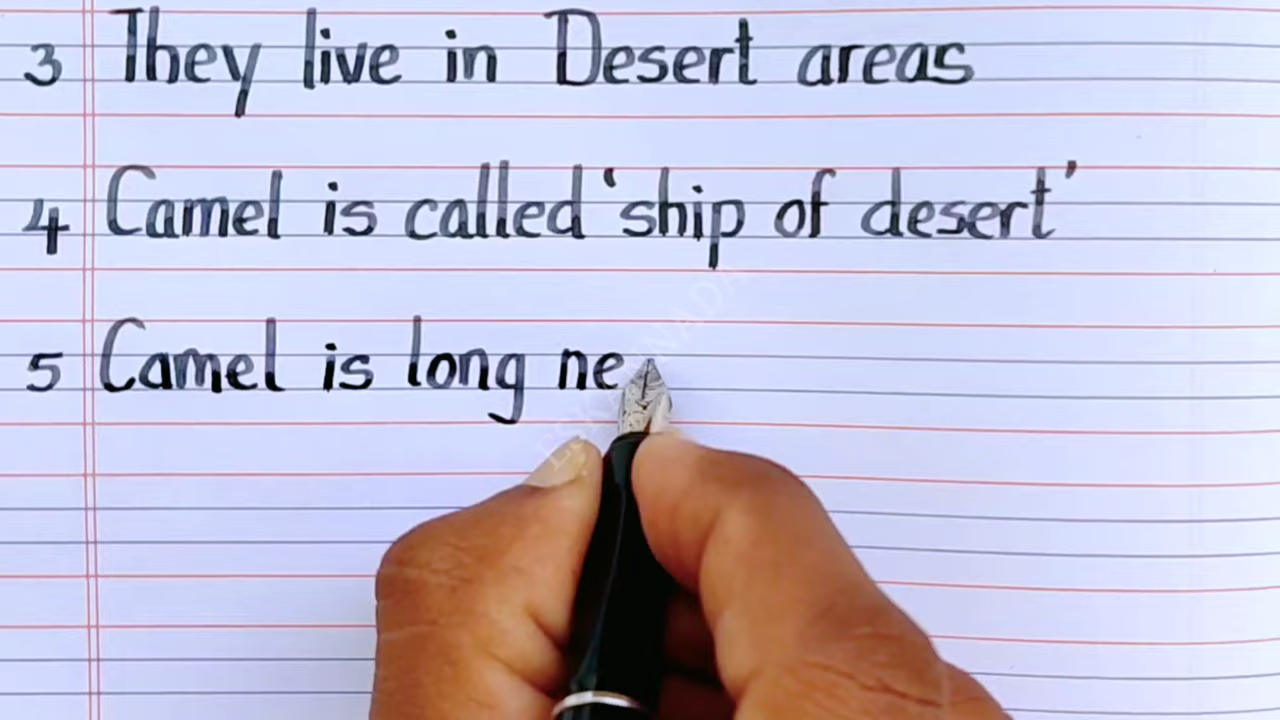 3 They live in Desert areas
4 Camel is called 'ship of desert'
5 Camel is long ne